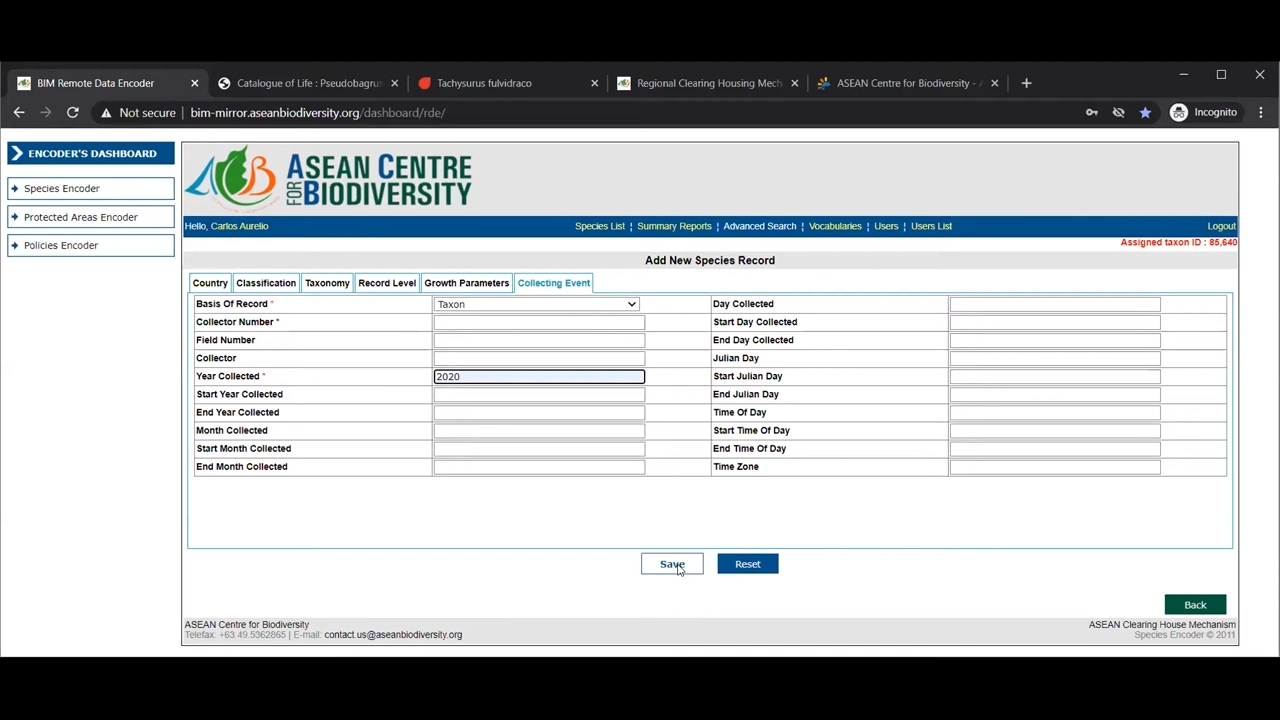 BIM Remote Data Encoder
Catalogue of Life : Pseudobagrus
Tachysurus fulvidraco
Regional Clearing Housing Mech
ASEAN Centre for Biodiversity - A
Not secure
bim-mirror.aseanbiodiversity.org/dashboard/rde/
Incognito
ENCODER'S DASHBOARD
Species Encoder
Protected Areas Encoder
Policies Encoder
ACB
ASEAN CENTRE
FOR BIODIVERSITY
Hello, Carlos Aurelio
Species List ¦ Summary Reports ¦ Advanced Search ¦ Vocabularies ¦ Users ¦ Users List
Logout
Assigned taxon ID : 85,640
Add New Species Record
Country Classification Taxonomy Record Level Growth Parameters Collecting Event
Basis Of Record * Taxon Day Collected
Collector Number * Start Day Collected
Field Number End Day Collected
Collector Julian Day
Year Collected * 2020 Start Julian Day
Start Year Collected End Julian Day
End Year Collected Time Of Day
Month Collected Start Time Of Day
Start Month Collected End Time Of Day
End Month Collected Time Zone
Save Reset
Back
ASEAN Centre for Biodiversity
Telefax: +63 49.5362865 | E-mail: contact.us@aseanbiodiversity.org
ASEAN Clearing House Mechanism
Species Encoder © 2011